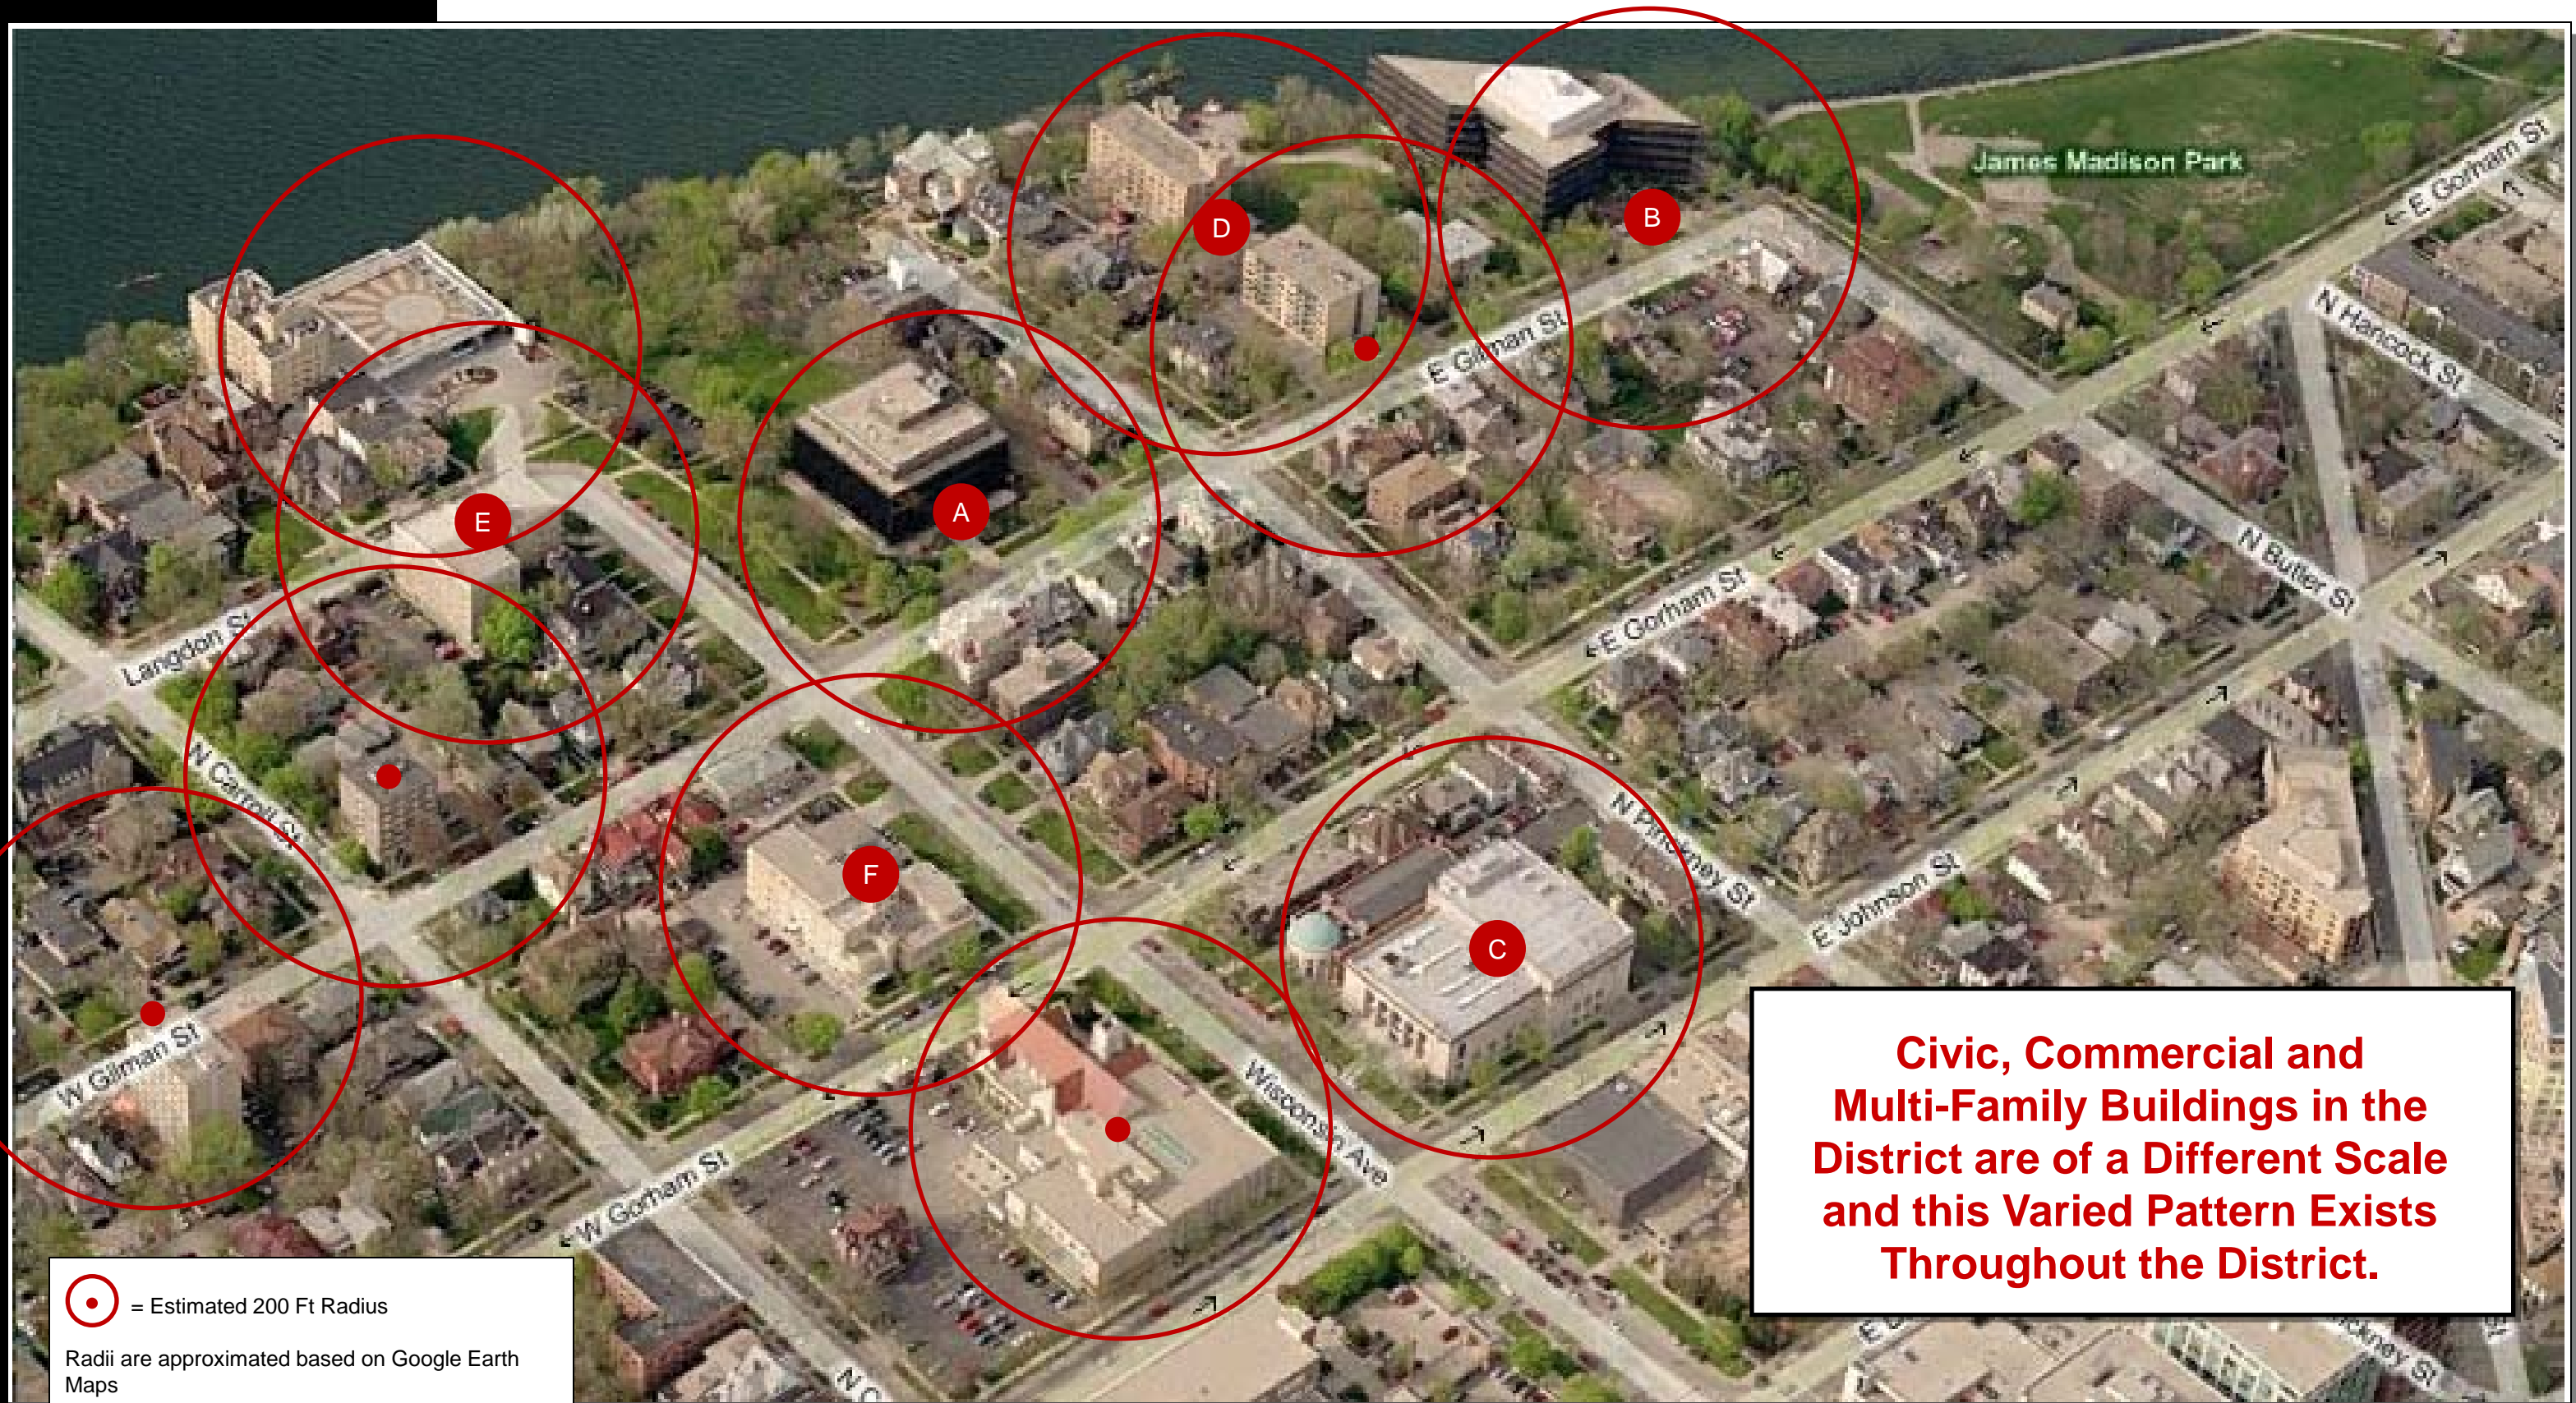 James Madison Park
← E Gorham St
N Hancock St
D
B
E Gilman St
E
A
N Butler St
←E Gorham St
Langdon St
N Carroll St
N Pinckney St
F
C
E Johnson St
W Gilman St
Wisconsin Ave
←W Gorham St
Civic, Commercial and
Multi-Family Buildings in the
District are of a Different Scale
and this Varied Pattern Exists
Throughout the District.
= Estimated 200 Ft Radius
Radii are approximated based on Google Earth
Maps
N C
ckney St
St